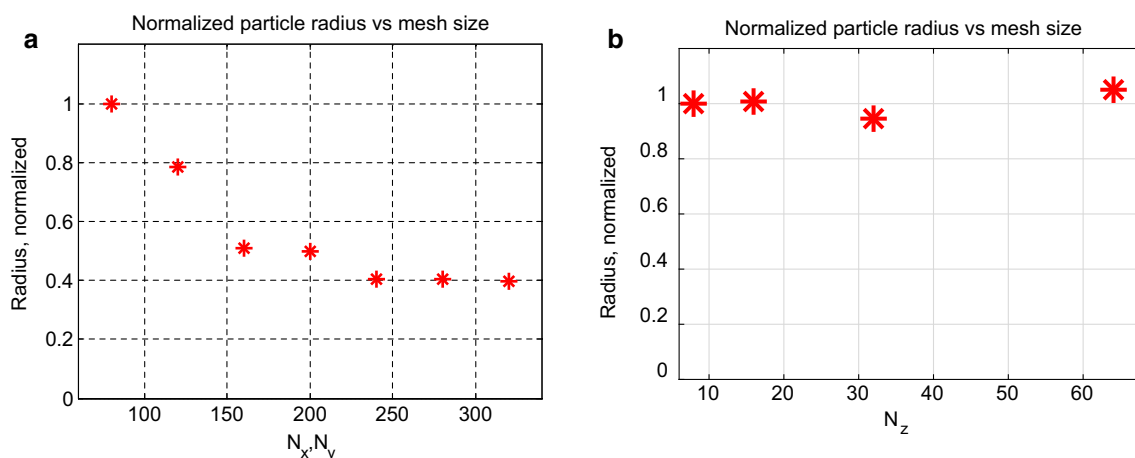 a
Normalized particle radius vs mesh size
Radius, normalized
1
0.8
0.6
0.4
0.2
0
100 150 200 250 300
N_x,N_y
b
Normalized particle radius vs mesh size
Radius, normalized
1
0.8
0.6
0.4
0.2
0
10 20 30 40 50 60
N_z